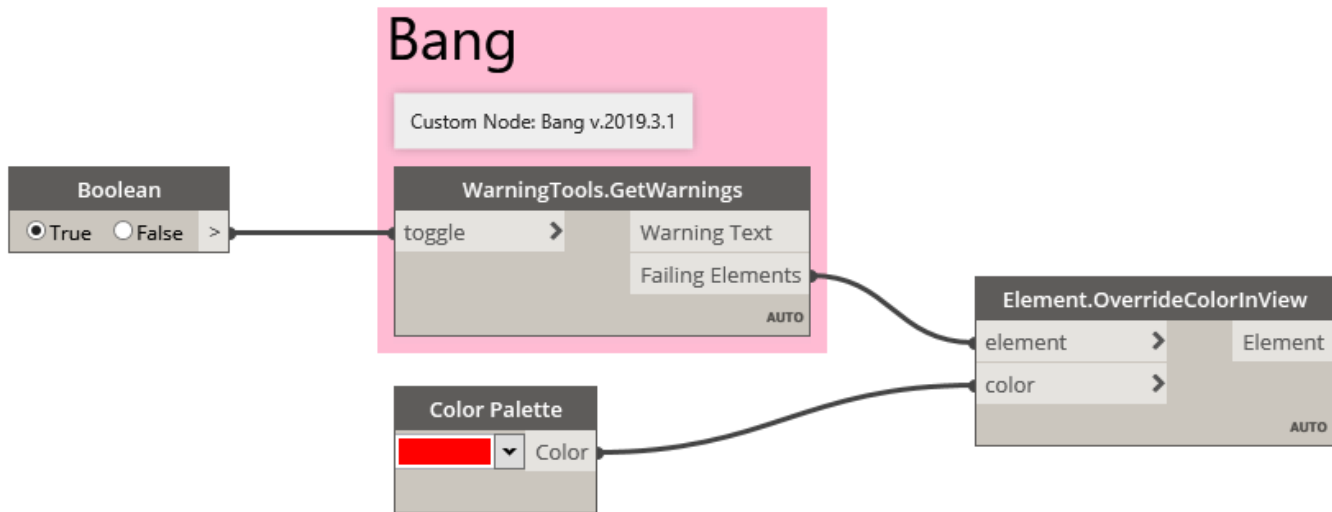 Bang
Custom Node: Bang v.2019.3.1
Boolean
True False >
WarningTools.GetWarnings
toggle > Warning Text
Failing Elements
AUTO
Element.OverrideColorInView
element > Element
color >
AUTO
Color Palette
Color